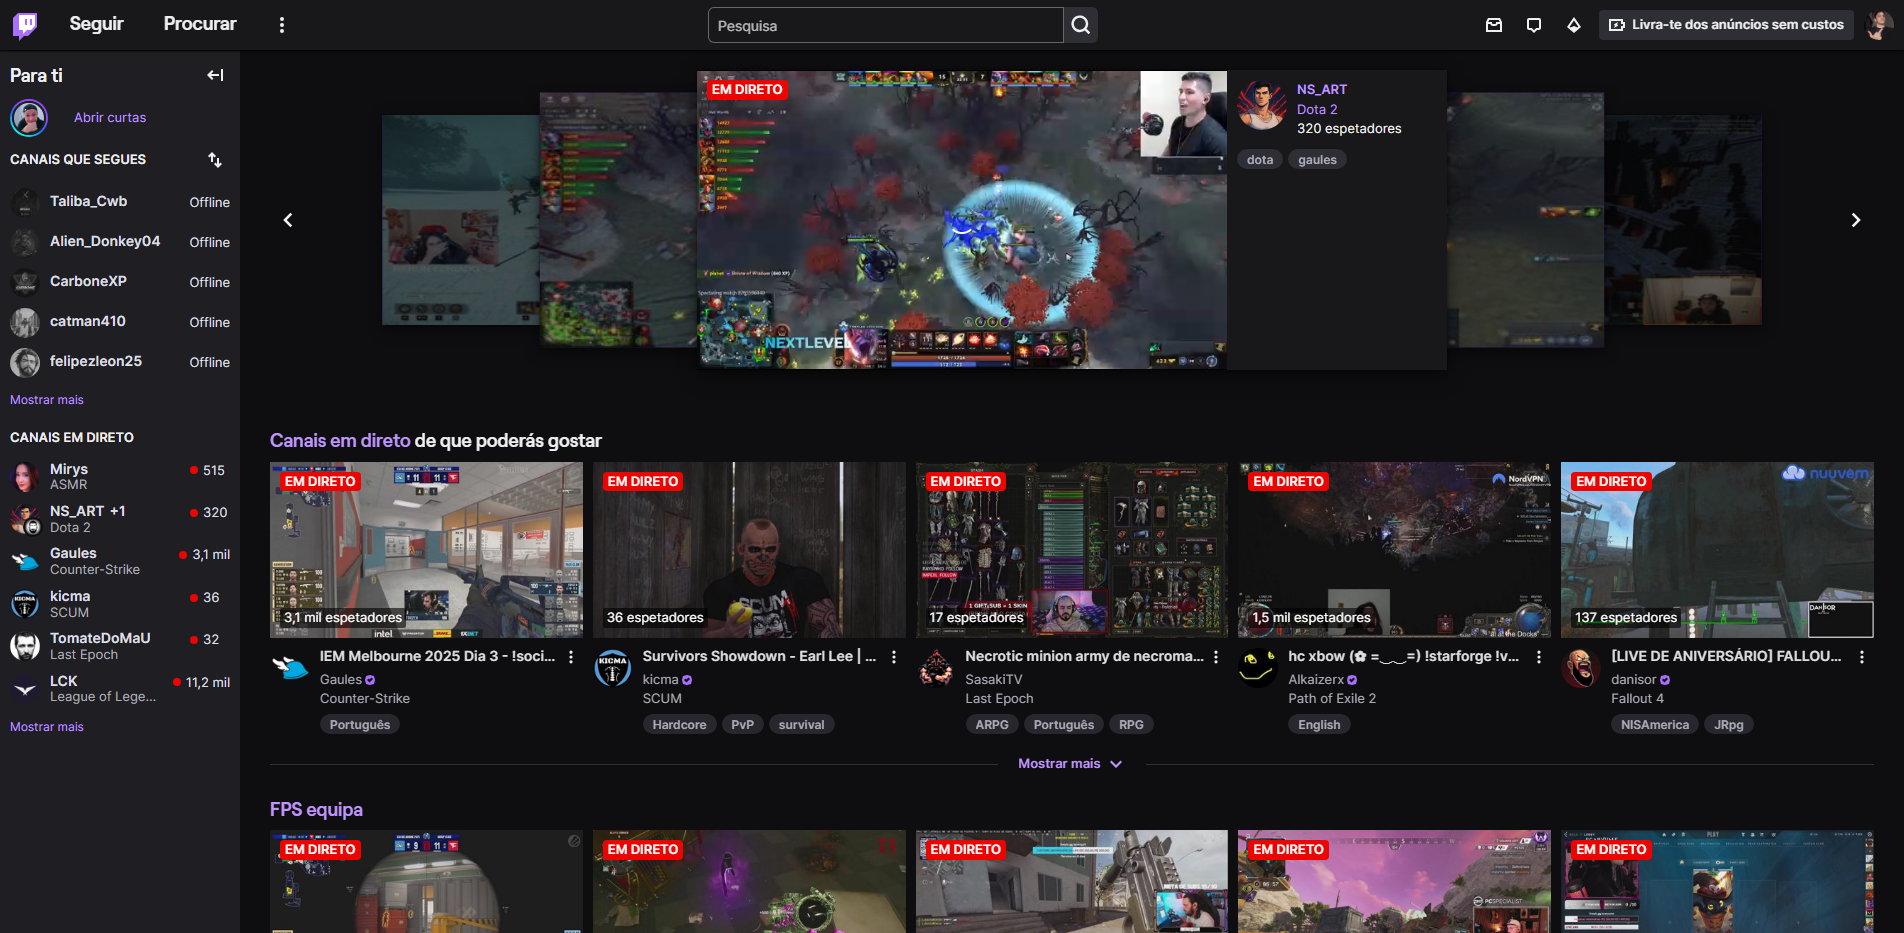 Seguir
Procurar
Pesquisa
Livra-te dos anúncios sem custos
Para ti
Abrir curtas
CANAIS QUE SEGUES
Taliba_Cwb
Offline
Alien_Donkey04
Offline
CarboneXP
Offline
catman410
Offline
felipezleon25
Offline
Mostrar mais
CANAIS EM DIRETO
Mirys
515
ASMR
NS_ART +1
320
Dota 2
Gaules
3,1 mil
Counter-Strike
kicma
36
SCUM
TomateDoMaU
32
Last Epoch
LCK
11,2 mil
League of Lege...
Mostrar mais
EM DIRETO
NEXTLEVEL
NS_ART
Dota 2
320 espetadores
dota
gaules
Canais em direto de que poderás gostar
EM DIRETO
3,1 mil espetadores
IEM Melbourne 2025 Dia 3 - !soci...
Gaules
Counter-Strike
Português
EM DIRETO
36 espetadores
Survivors Showdown - Earl Lee | ...
kicma
SCUM
Hardcore
PvP
survival
EM DIRETO
1 GIFT/SUB = 1 SKIN
17 espetadores
Necrotic minion army de necroma...
SasakiTV
Last Epoch
ARPG
Português
RPG
EM DIRETO
NordVPN
1,5 mil espetadores
hc xbow (✿ =‿‿=) !starforge !v...
Alkaizerx
Path of Exile 2
English
EM DIRETO
nuuvem
137 espetadores
[LIVE DE ANIVERSÁRIO] FALLOU...
danisor
Fallout 4
NISAmerica
JRpg
Mostrar mais
FPS equipa
EM DIRETO
EM DIRETO
EM DIRETO
EM DIRETO
EM DIRETO